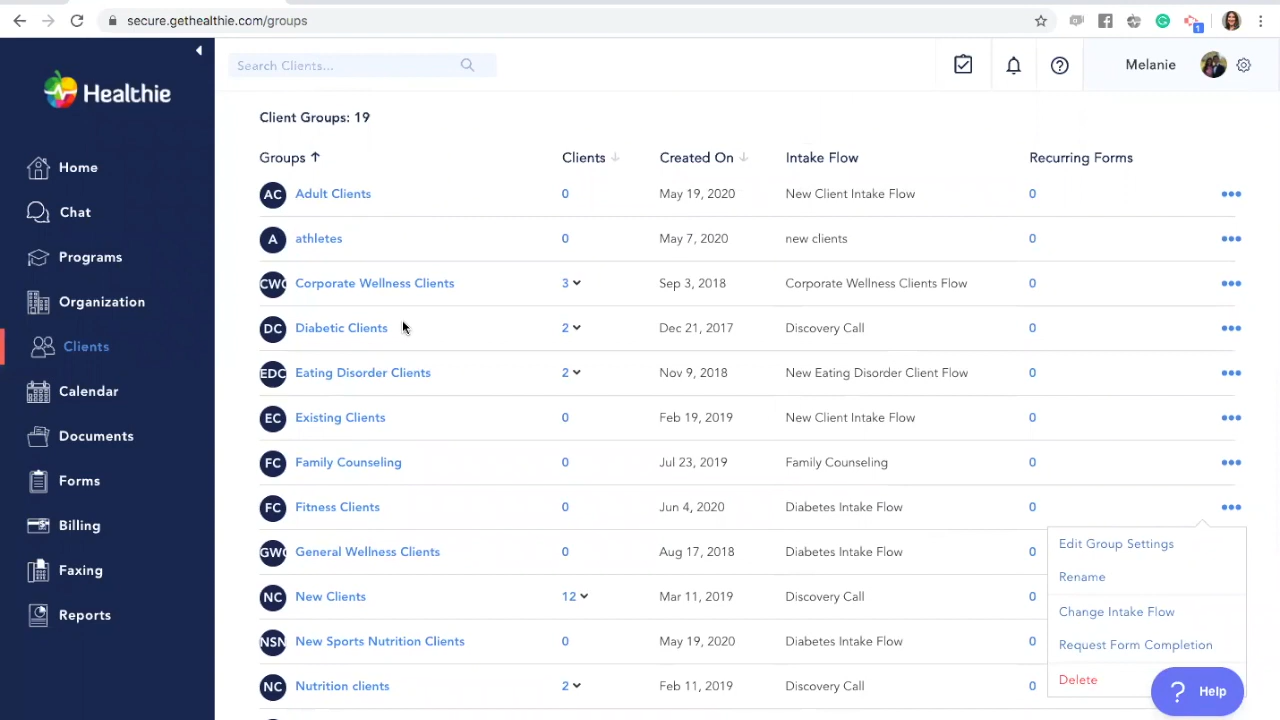 secure.gethealthie.com/groups
1
Healthie
Search Clients...
Melanie
Home
Chat
Programs
Organization
Clients
Calendar
Documents
Forms
Billing
Faxing
Reports
Client Groups: 19
Groups Clients Created On Intake Flow Recurring Forms
AC Adult Clients 0 May 19, 2020 New Client Intake Flow 0
A athletes 0 May 7, 2020 new clients 0
CWC Corporate Wellness Clients 3 Sep 3, 2018 Corporate Wellness Clients Flow 0
DC Diabetic Clients 2 Dec 21, 2017 Discovery Call 0
EDC Eating Disorder Clients 2 Nov 9, 2018 New Eating Disorder Client Flow 0
EC Existing Clients 0 Feb 19, 2019 New Client Intake Flow 0
FC Family Counseling 0 Jul 23, 2019 Family Counseling 0
FC Fitness Clients 0 Jun 4, 2020 Diabetes Intake Flow 0
GWC General Wellness Clients 0 Aug 17, 2018 Diabetes Intake Flow 0
NC New Clients 12 Mar 11, 2019 Discovery Call 0
NSN New Sports Nutrition Clients 0 May 19, 2020 Diabetes Intake Flow 0
NC Nutrition clients 2 Feb 11, 2019 Discovery Call 0
Edit Group Settings
Rename
Change Intake Flow
Request Form Completion
Delete
? Help